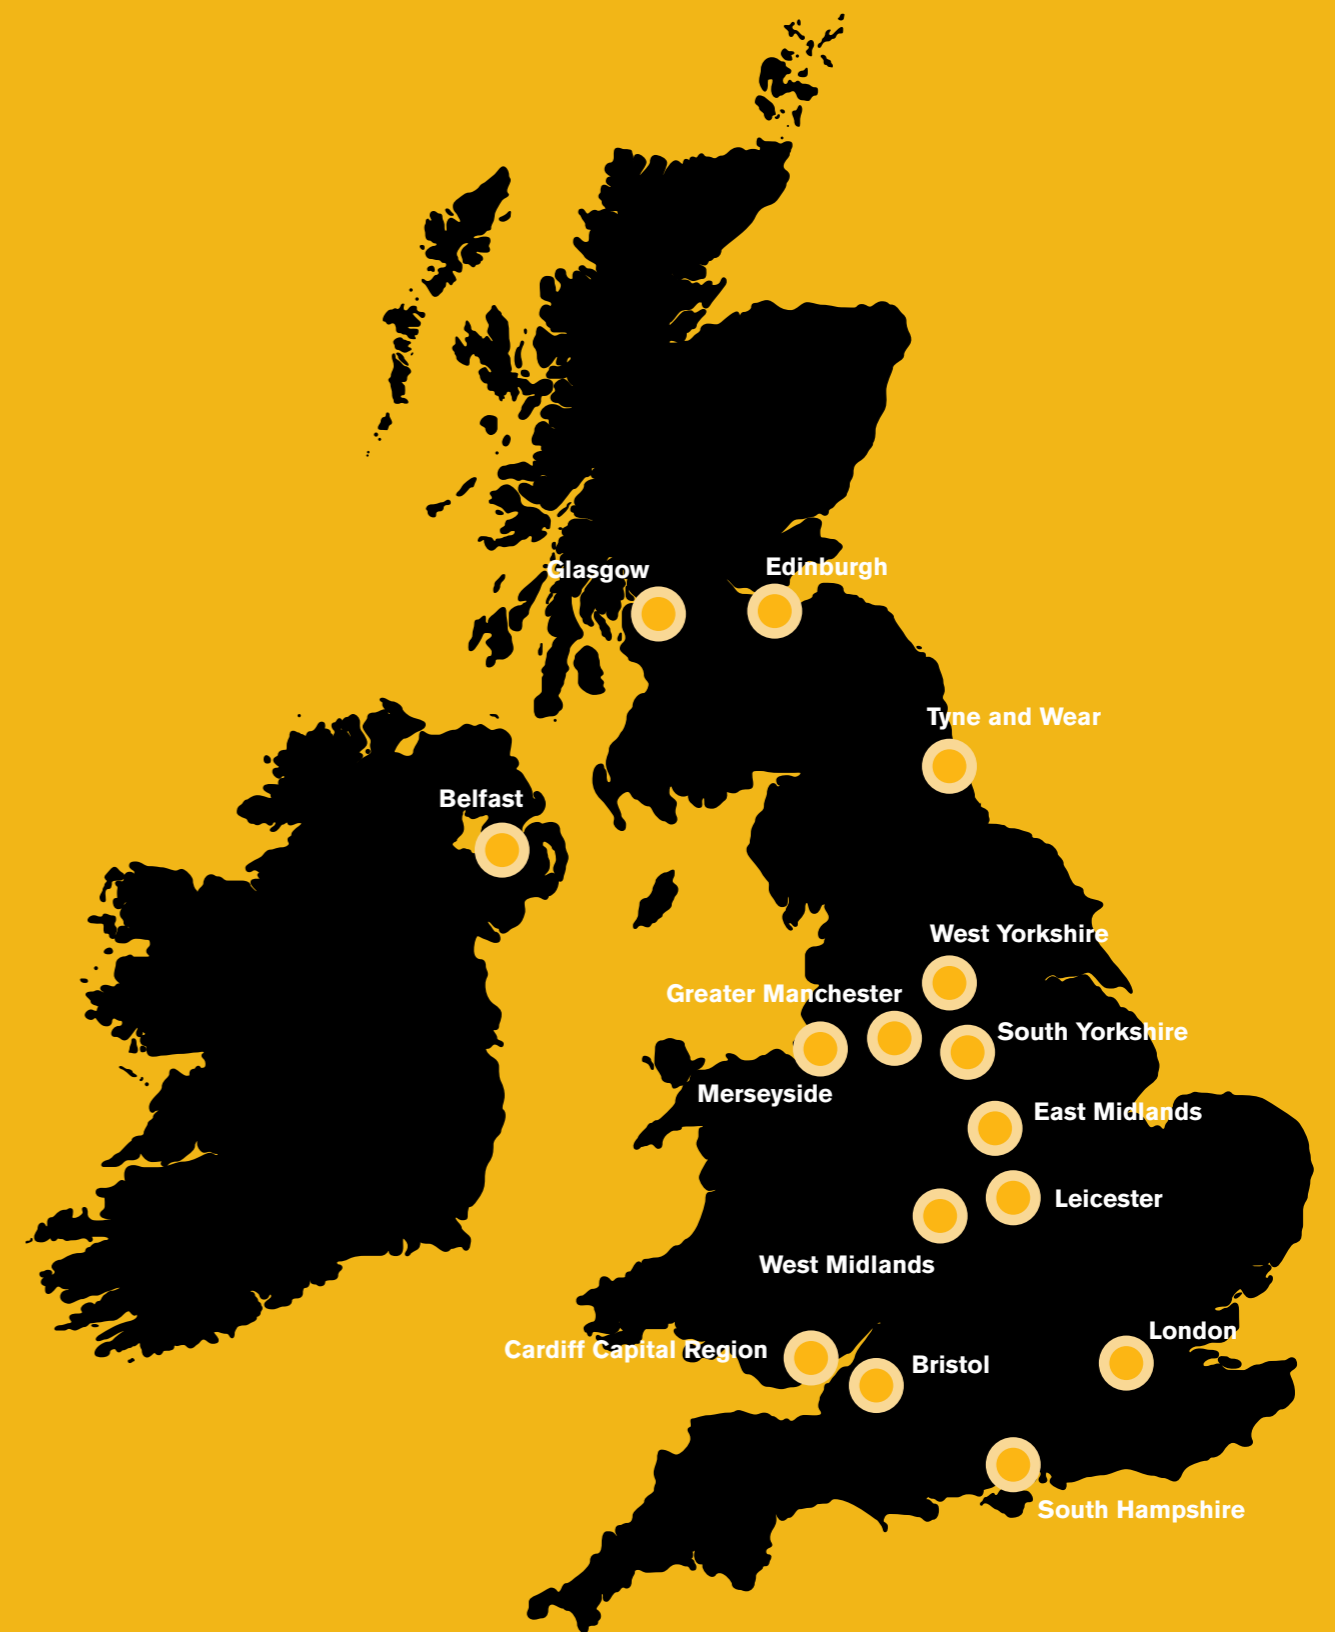 Glasgow
Edinburgh
Tyne and Wear
Belfast
West Yorkshire
Greater Manchester
South Yorkshire
Merseyside
East Midlands
Leicester
West Midlands
London
Cardiff Capital Region
Bristol
South Hampshire